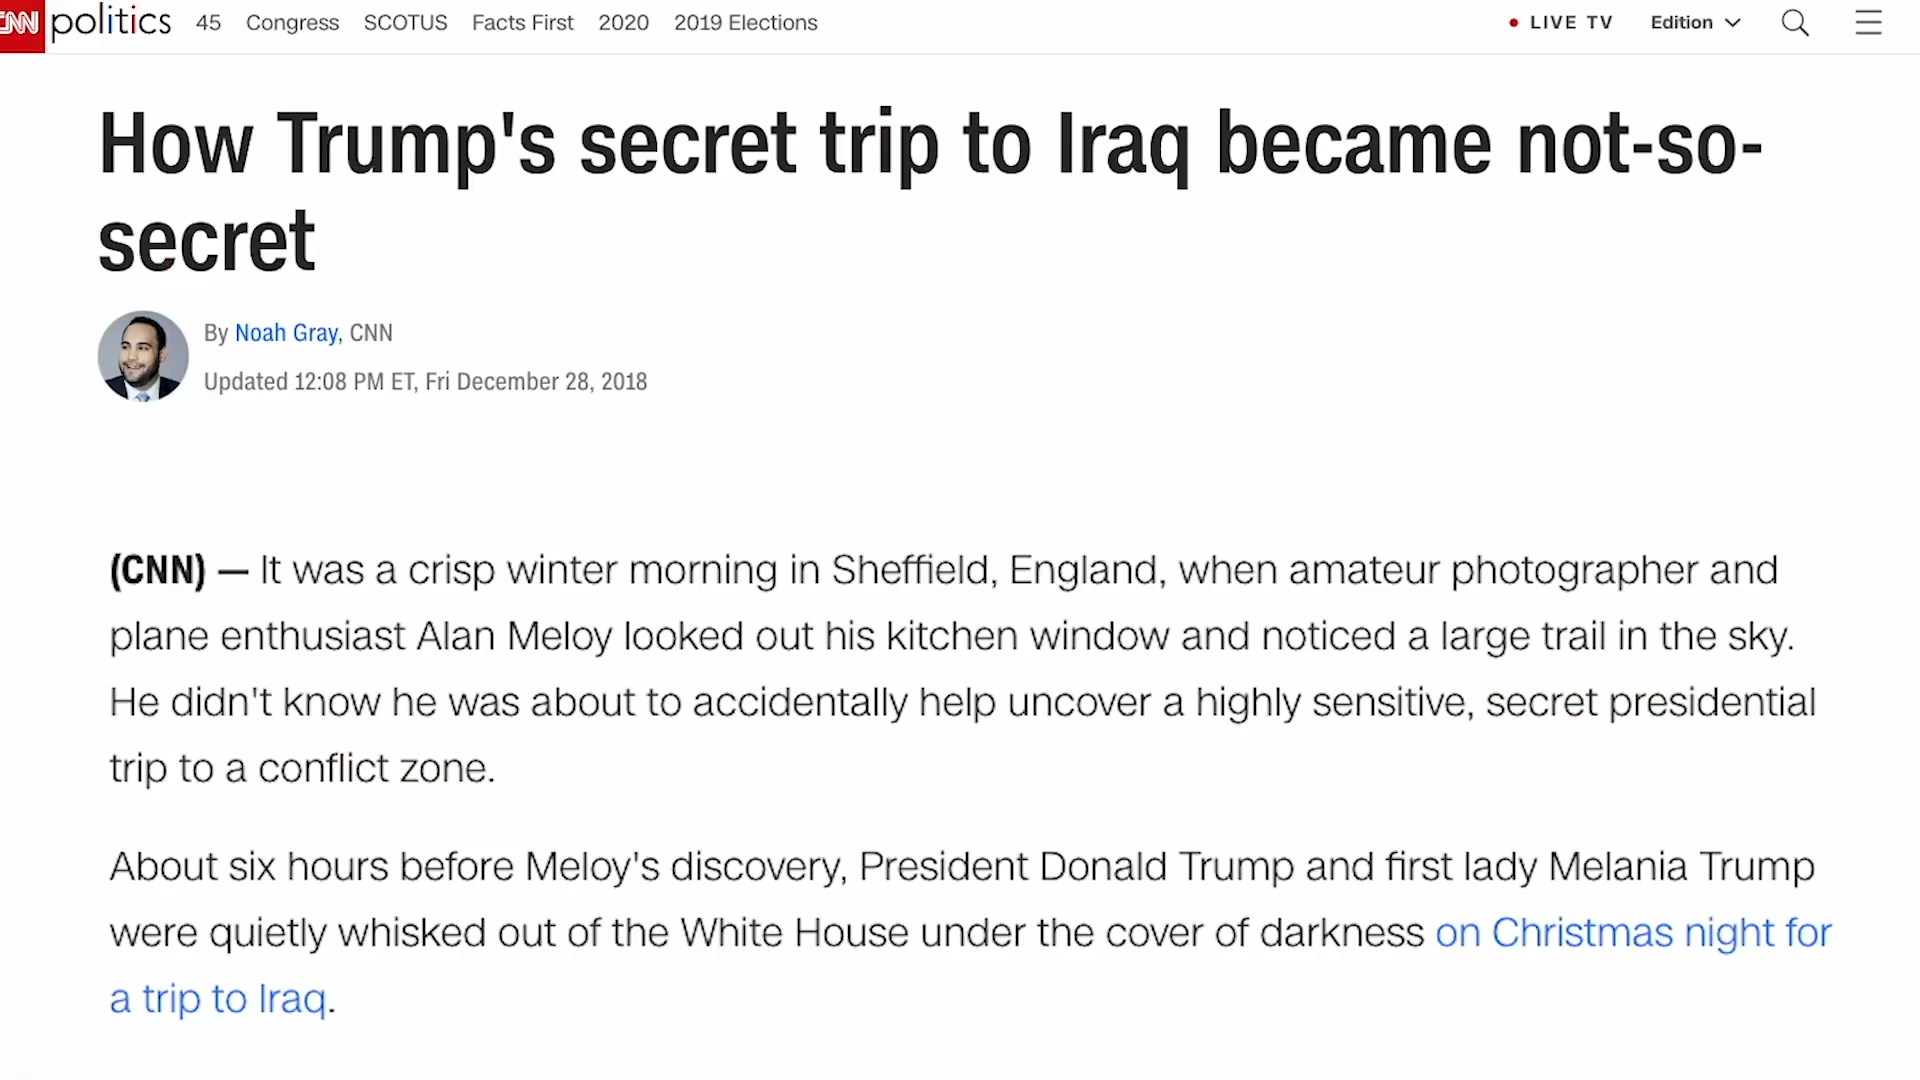 CNN politics 45 Congress SCOTUS Facts First 2020 2019 Elections LIVE TV Edition
How Trump's secret trip to Iraq became not-so-
secret
By Noah Gray, CNN
Updated 12:08 PM ET, Fri December 28, 2018
(CNN) — It was a crisp winter morning in Sheffield, England, when amateur photographer and
plane enthusiast Alan Meloy looked out his kitchen window and noticed a large trail in the sky.
He didn't know he was about to accidentally help uncover a highly sensitive, secret presidential
trip to a conflict zone.
About six hours before Meloy's discovery, President Donald Trump and first lady Melania Trump
were quietly whisked out of the White House under the cover of darkness on Christmas night for
a trip to Iraq.